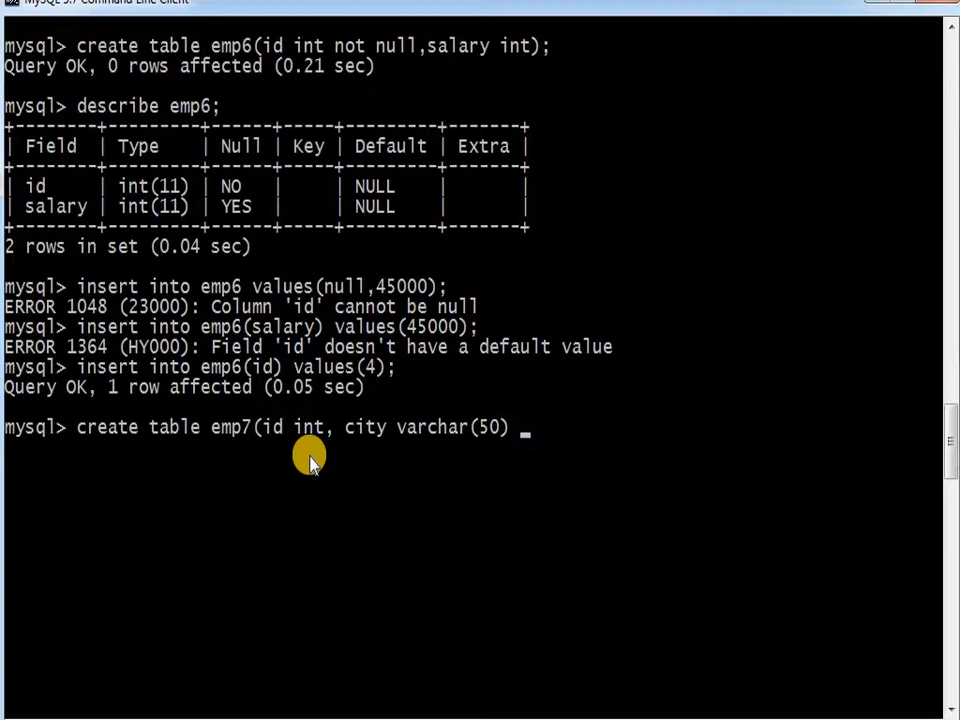 MySQL 5.7 Command Line Client
mysql> create table emp6(id int not null,salary int);
Query OK, 0 rows affected (0.21 sec)
mysql> describe emp6;
+--------+---------+------+-----+---------+-------+
| Field  | Type    | Null | Key | Default | Extra |
+--------+---------+------+-----+---------+-------+
| id     | int(11) | NO   |     | NULL    |       |
| salary | int(11) | YES  |     | NULL    |       |
+--------+---------+------+-----+---------+-------+
2 rows in set (0.04 sec)
mysql> insert into emp6 values(null,45000);
ERROR 1048 (23000): Column 'id' cannot be null
mysql> insert into emp6(salary) values(45000);
ERROR 1364 (HY000): Field 'id' doesn't have a default value
mysql> insert into emp6(id) values(4);
Query OK, 1 row affected (0.05 sec)
mysql> create table emp7(id int, city varchar(50) _